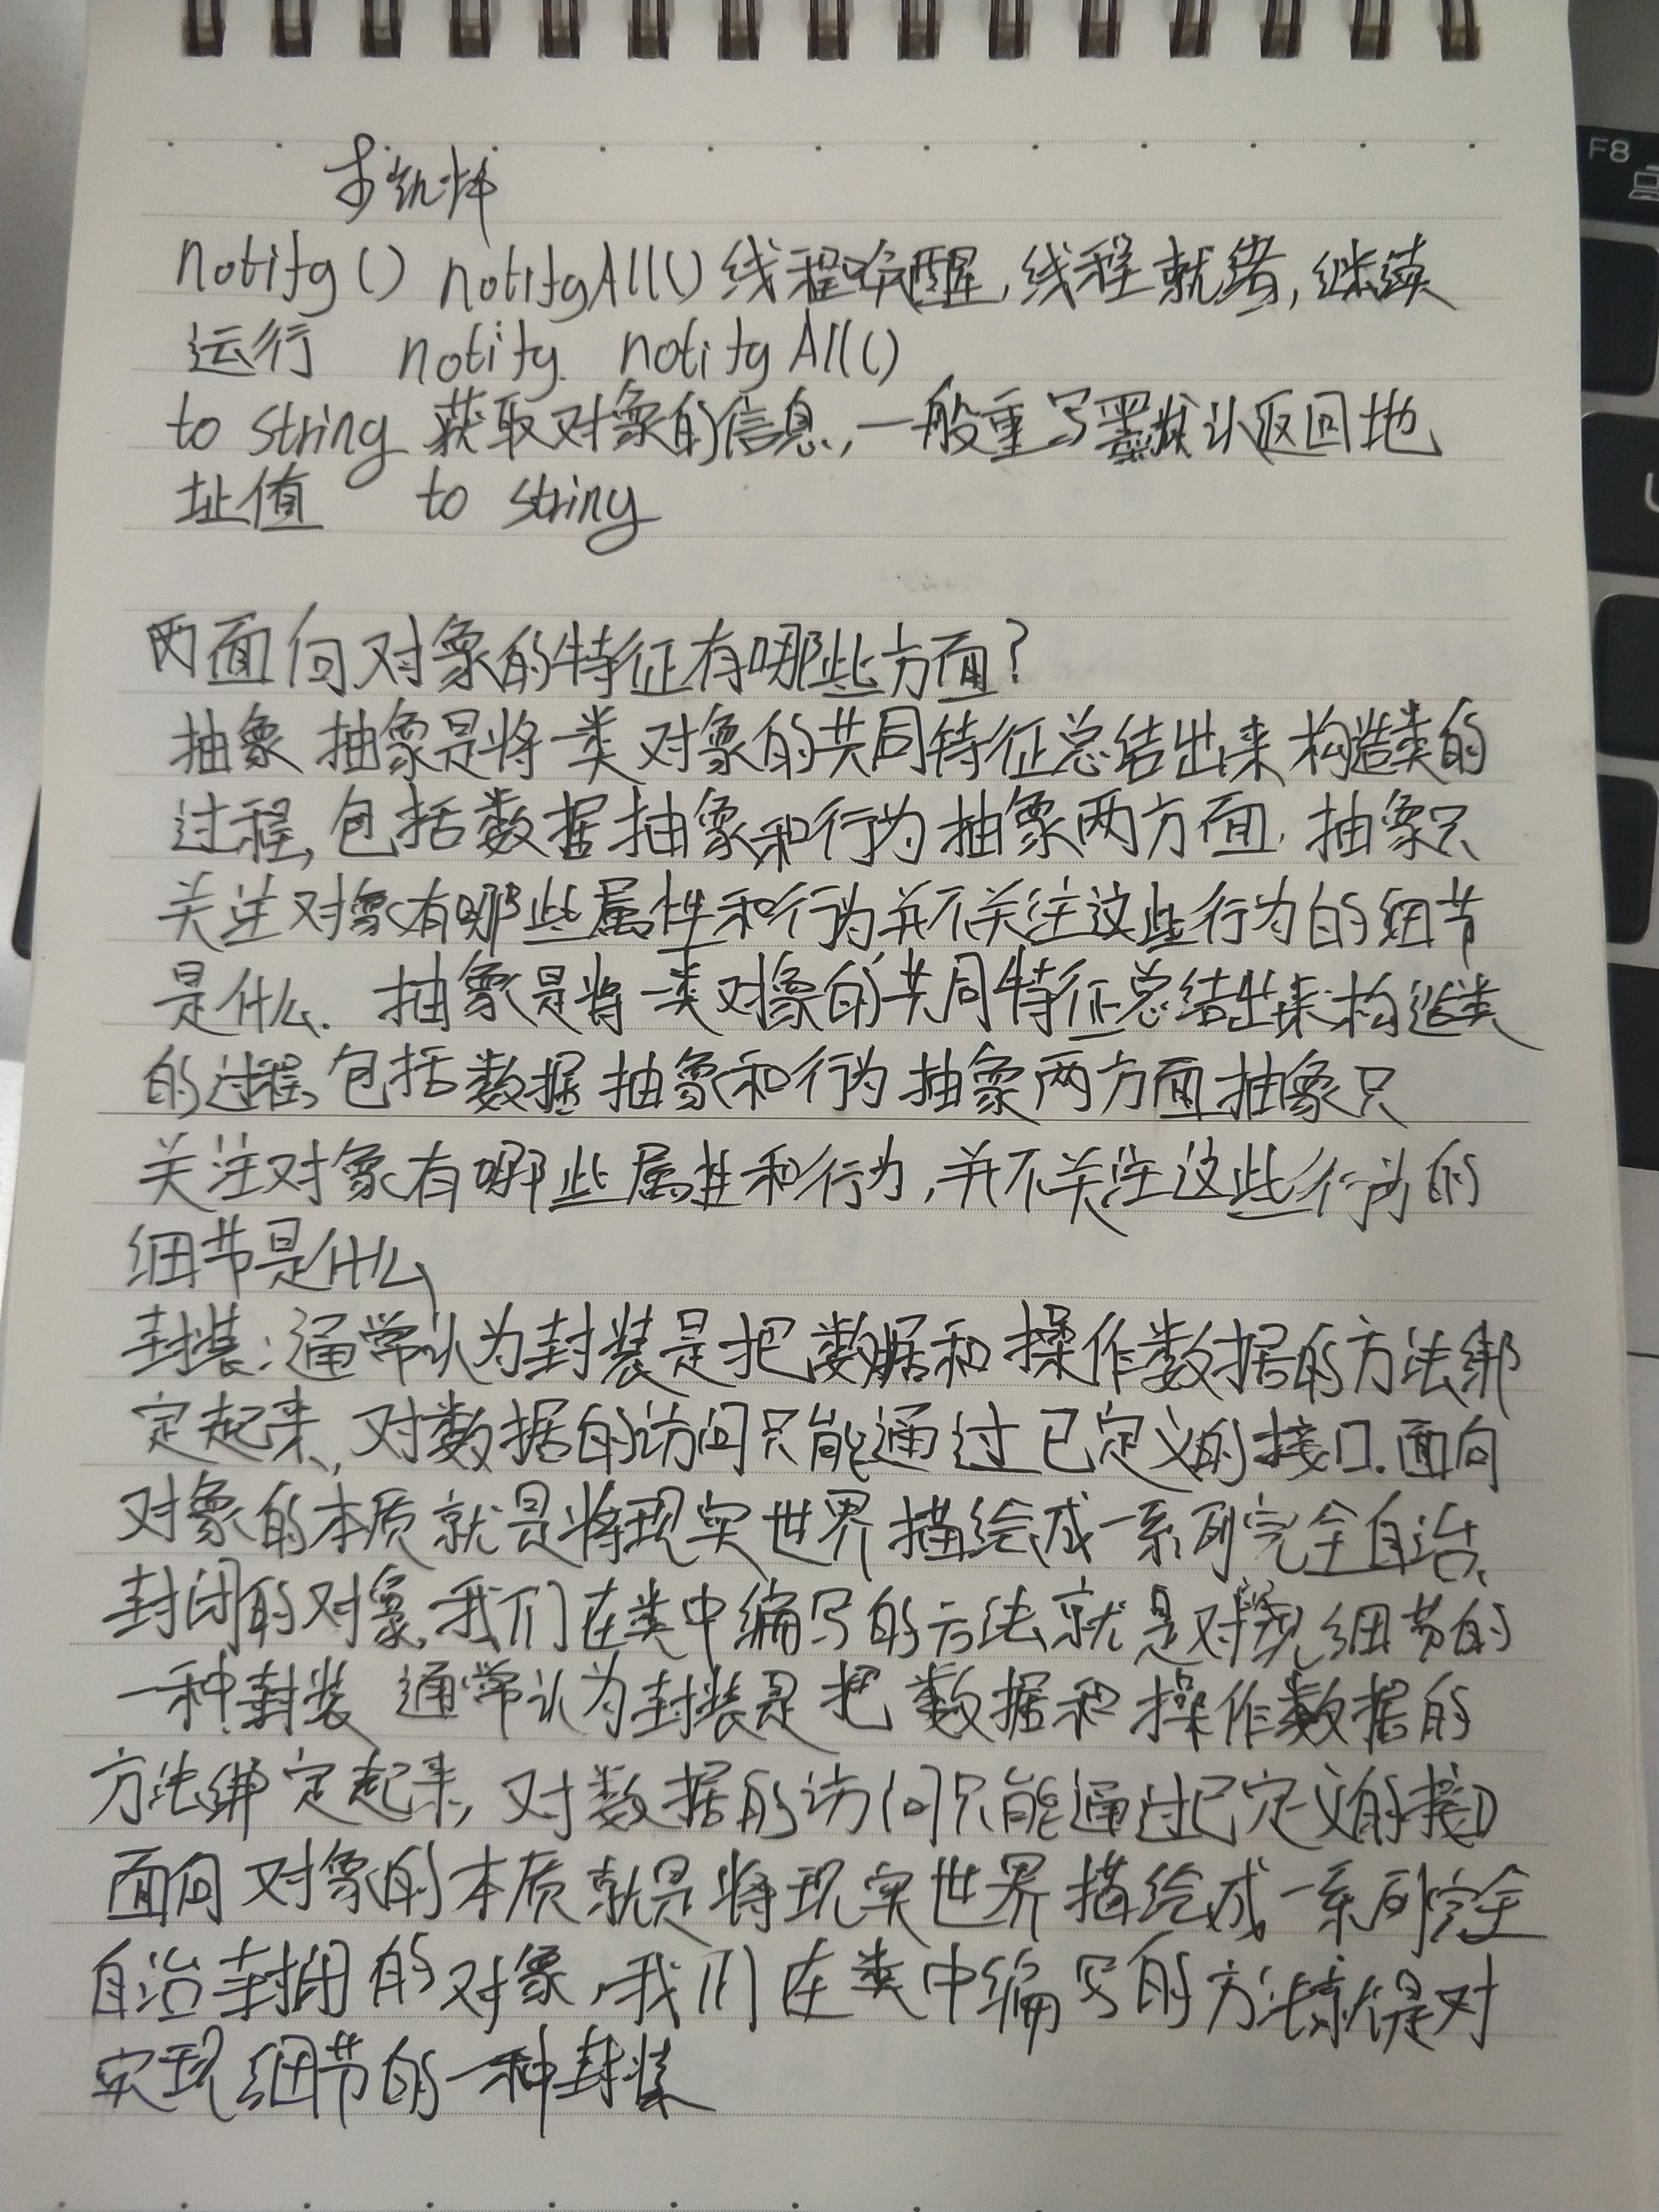 notify() notifyAll()线程唤醒,线程就绪,继续
运行 notify. notifyAll()
to string 获取对象的信息,一般重写默认返回地
址值 to string
两面向对象的特征有哪些方面?
抽象 抽象是将一类对象的共同特征总结出来构造类的
过程,包括数据抽象和行为抽象两方面.抽象只
关注对象有哪些属性和行为并不关注这些行为的细节
是什么.抽象是将一类对象的共同特征总结出来构造类
的过程,包括数据抽象和行为抽象两方面抽象只
关注对象有哪些属性和行为,并不关注这些行为的
细节是什么
封装:通常认为封装是把数据和操作数据的方法绑
定起来,对数据的访问只能通过已定义的接口.面向
对象的本质就是将现实世界描绘成一系列完全自治、
封闭的对象.我们在类中编写的方法就是对实现细节的
一种封装 通常认为封装是把数据和操作数据的
方法绑定起来,对数据的访问只能通过已定义的接口
面向对象的本质就是将现实世界描绘成一系列完全
自治封闭的对象,我们在类中编写的方法就是对
实现细节的一种封装
F8